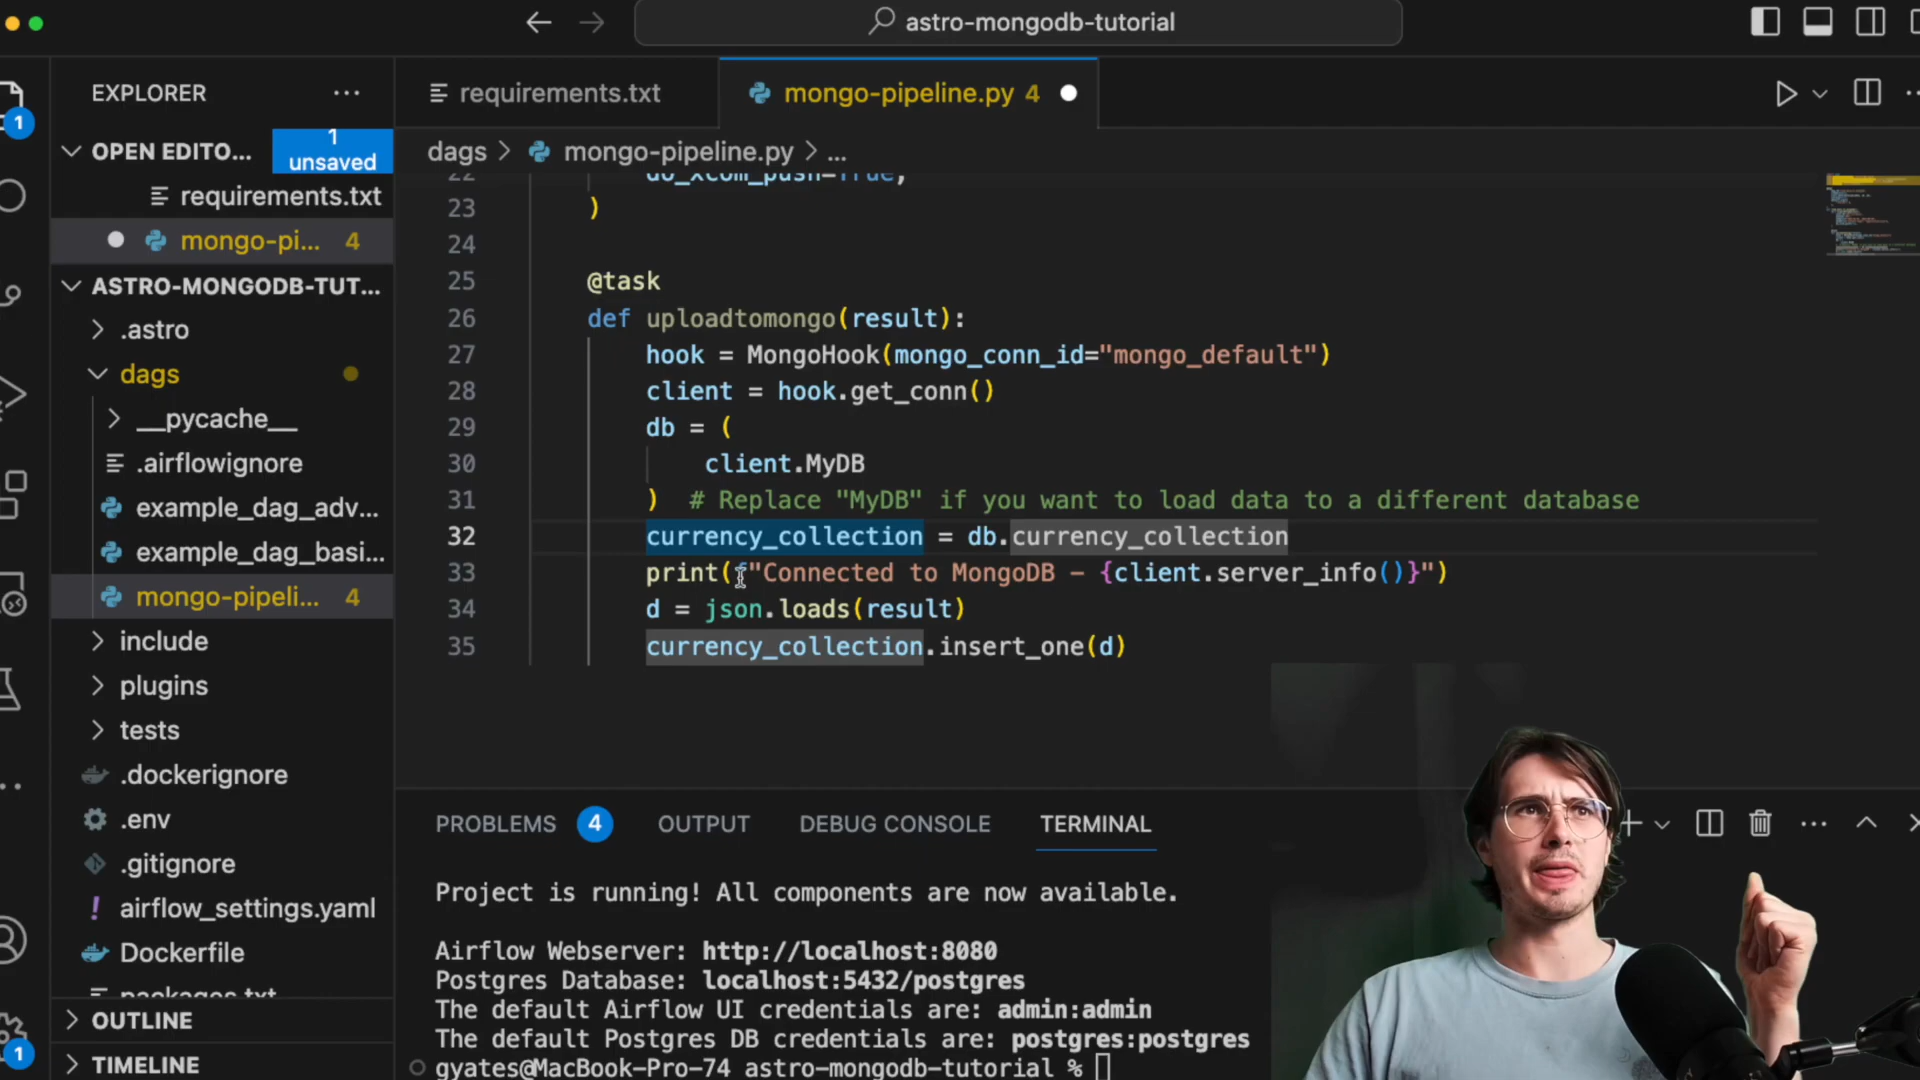 astro-mongodb-tutorial
EXPLORER
requirements.txt
mongo-pipeline.py 4
1
OPEN EDITO...
1
unsaved
dags > mongo-pipeline.py > ...
requirements.txt
mongo-pi... 4
ASTRO-MONGODB-TUT...
.astro
dags
__pycache__
.airflowignore
example_dag_adv...
example_dag_basi...
mongo-pipeli... 4
include
plugins
tests
.dockerignore
.env
.gitignore
! airflow_settings.yaml
Dockerfile
packages.txt
OUTLINE
TIMELINE
1
22 do_xcom_push=True,
23 )
24
25 @task
26 def uploadtomongo(result):
27 hook = MongoHook(mongo_conn_id="mongo_default")
28 client = hook.get_conn()
29 db = (
30 client.MyDB
31 ) # Replace "MyDB" if you want to load data to a different database
32 currency_collection = db.currency_collection
33 print(f"Connected to MongoDB - {client.server_info()}")
34 d = json.loads(result)
35 currency_collection.insert_one(d)
PROBLEMS 4 OUTPUT DEBUG CONSOLE TERMINAL
Project is running! All components are now available.
Airflow Webserver: http://localhost:8080
Postgres Database: localhost:5432/postgres
The default Airflow UI credentials are: admin:admin
The default Postgres DB credentials are: postgres:postgres
gyates@MacBook-Pro-74 astro-mongodb-tutorial %